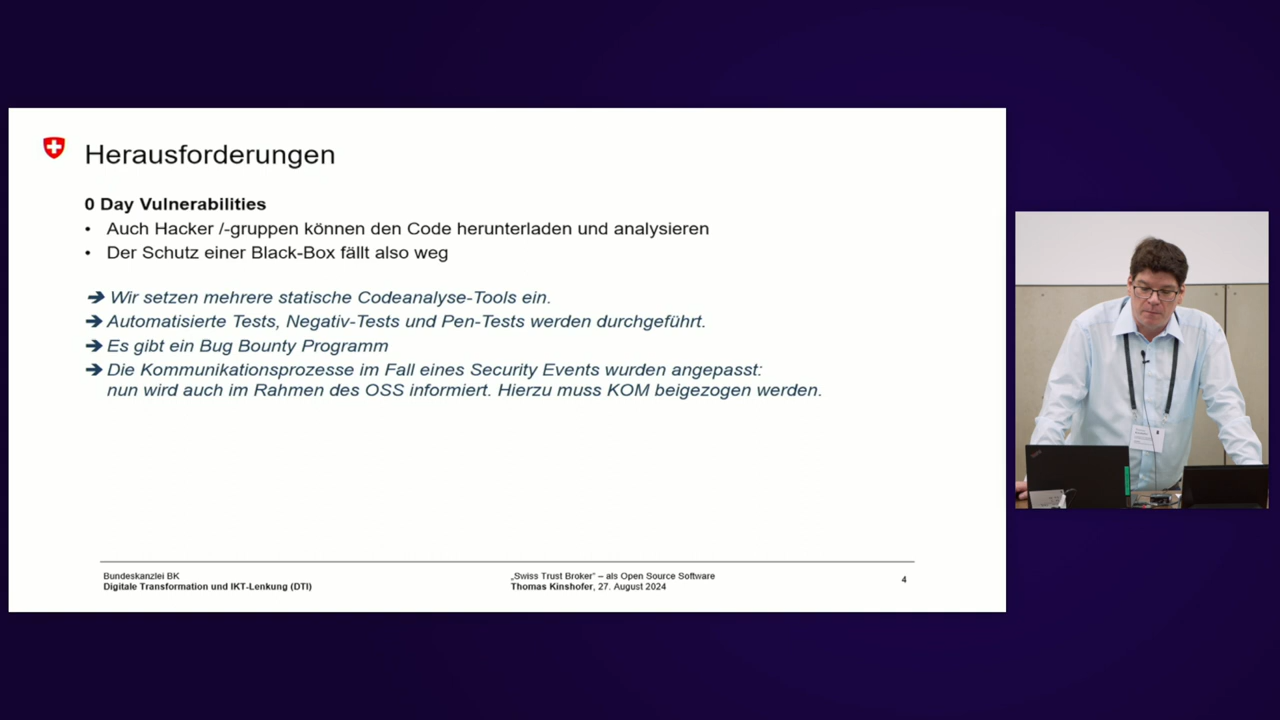 Herausforderungen
0 Day Vulnerabilities
• Auch Hacker /-gruppen können den Code herunterladen und analysieren
• Der Schutz einer Black-Box fällt also weg
➔ Wir setzen mehrere statische Codeanalyse-Tools ein.
➔ Automatisierte Tests, Negativ-Tests und Pen-Tests werden durchgeführt.
➔ Es gibt ein Bug Bounty Programm
➔ Die Kommunikationsprozesse im Fall eines Security Events wurden angepasst:
nun wird auch im Rahmen des OSS informiert. Hierzu muss KOM beigezogen werden.
Bundeskanzlei BK
Digitale Transformation und IKT-Lenkung (DTI)
„Swiss Trust Broker“ – als Open Source Software
Thomas Kinshofer, 27. August 2024
4